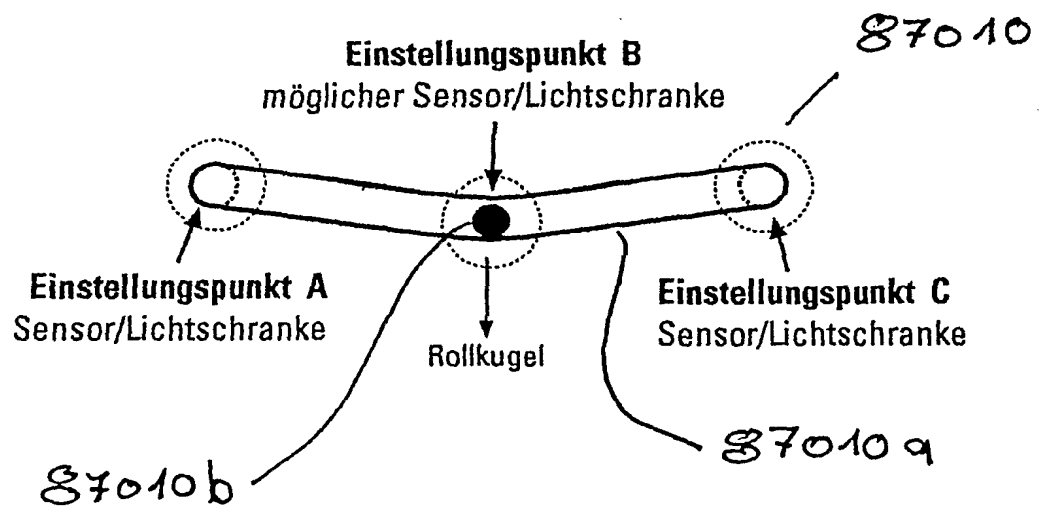 87010
Einstellungspunkt B
möglicher Sensor/Lichtschranke
Einstellungspunkt A
Sensor/Lichtschranke
Einstellungspunkt C
Sensor/Lichtschranke
Rollkugel
87010a
87010b